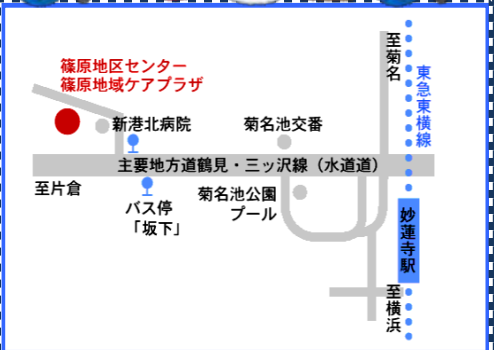 至菊名
東急東横線
篠原地区センター
篠原地域ケアプラザ
新港北病院
菊名池交番
主要地方道鶴見・三ッ沢線（水道道）
至片倉
菊名池公園
プール
バス停
「坂下」
妙蓮寺駅
至横浜